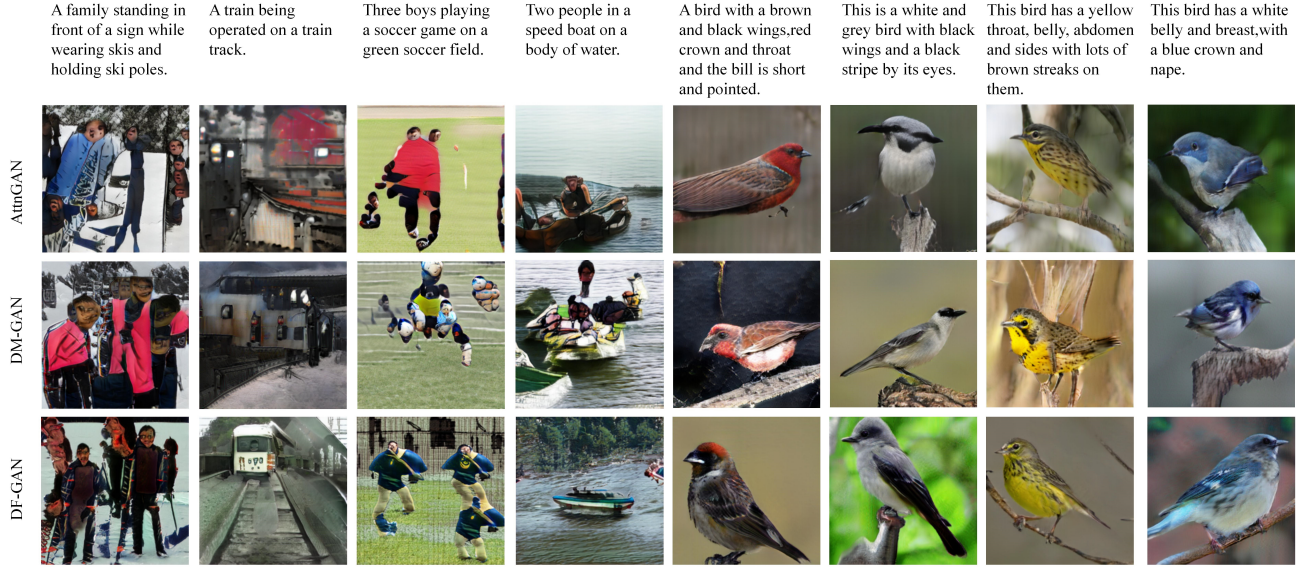 A family standing in
front of a sign while
wearing skis and
holding ski poles.
A train being
operated on a train
track.
Three boys playing
a soccer game on a
green soccer field.
Two people in a
speed boat on a
body of water.
A bird with a brown
and black wings,red
crown and throat
and the bill is short
and pointed.
This is a white and
grey bird with black
wings and a black
stripe by its eyes.
This bird has a yellow
throat, belly, abdomen
and sides with lots of
brown streaks on
them.
This bird has a white
belly and breast,with
a blue crown and
nape.
AttnGAN
DM-GAN
DF-GAN